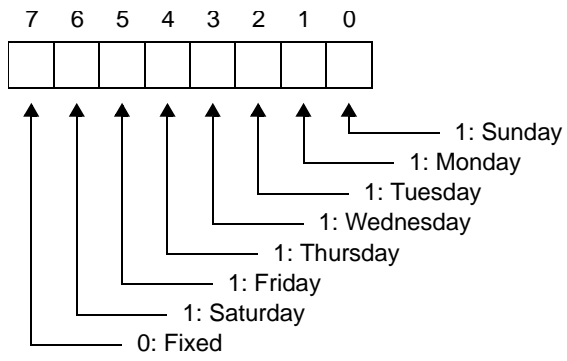 7 6 5 4 3 2 1 0
1: Sunday
1: Monday
1: Tuesday
1: Wednesday
1: Thursday
1: Friday
1: Saturday
0: Fixed